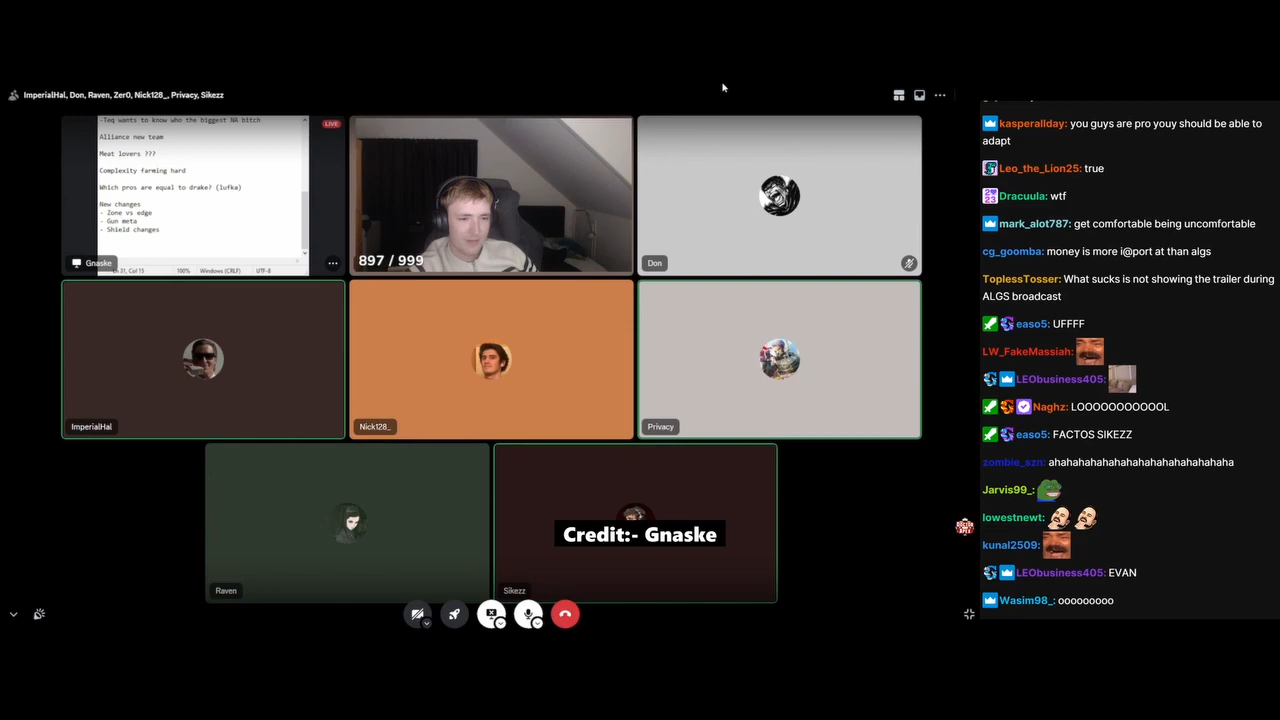 ImperialHal, Don, Raven, Zer0, Nick128_, Privacy, Sikezz
-Teq wants to know who the biggest NA bitch
Alliance new team
Meat lovers ???
Complexity farming hard
Which pros are equal to drake? (lufka)
New changes
- Zone vs edge
- Gun meta
- Shield changes
Ln 31, Col 15
100%
Windows (CRLF)
UTF-8
LIVE
Gnaske
897 / 999
Don
ImperialHal
Nick128_
Privacy
Raven
Sikezz
Credit:- Gnaske
kasperallday: you guys are pro youy should be able to
adapt
Leo_the_Lion25: true
Dracuula: wtf
mark_alot787: get comfortable being uncomfortable
cg_goomba: money is more i@port at than algs
ToplessTosser: What sucks is not showing the trailer during
ALGS broadcast
easo5: UFFFF
LW_FakeMassiah:
LEObusiness405:
Naghz: LOOOOOOOOOOOL
easo5: FACTOS SIKEZZ
zombie_szn: ahahahahahahahahahahahahahaha
Jarvis99_:
lowestnewt:
kunal2509:
LEObusiness405: EVAN
Wasim98_: ooooooooo